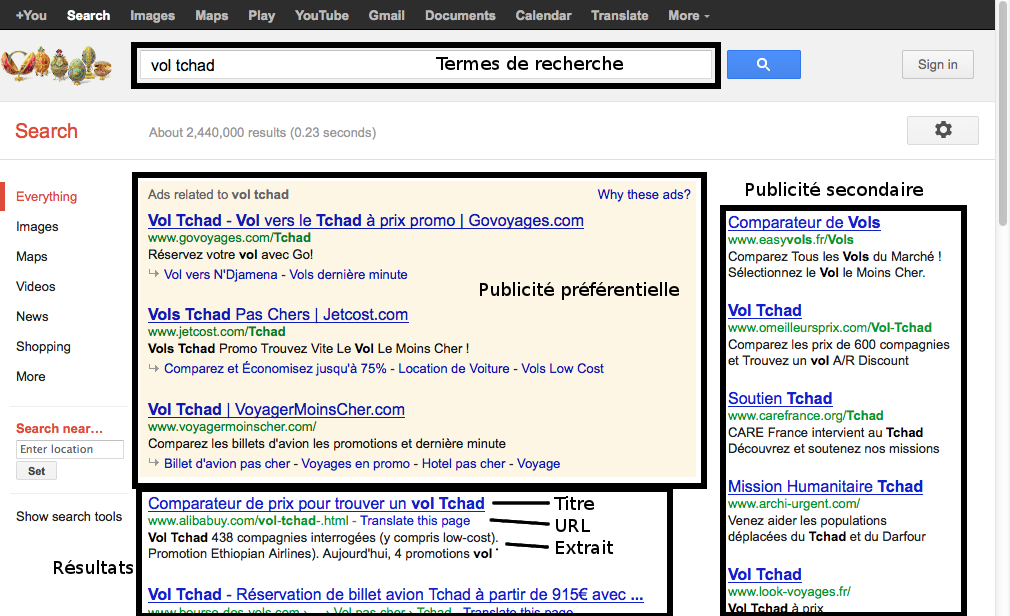 +You Search Images Maps Play YouTube Gmail Documents Calendar Translate More
vol tchad Termes de recherche
Sign in
Search
About 2,440,000 results (0.23 seconds)
Everything
Images
Maps
Videos
News
Shopping
More
Search near...
Enter location
Set
Show search tools
Ads related to vol tchad Why these ads?
Vol Tchad - Vol vers le Tchad à prix promo | Govoyages.com
www.govoyages.com/Tchad
Réservez votre vol avec Go!
Vol vers N'Djamena - Vols dernière minute
Publicité préférentielle
Vols Tchad Pas Chers | Jetcost.com
www.jetcost.com/Tchad
Vols Tchad Promo Trouvez Vite Le Vol Le Moins Cher !
Comparez et Économisez jusqu'à 75% - Location de Voiture - Vols Low Cost
Vol Tchad | VoyagerMoinsCher.com
www.voyagermoinscher.com/
Comparez les billets d'avion les promotions et dernière minute
Billet d'avion pas cher - Voyages en promo - Hotel pas cher - Voyage
Résultats
Comparateur de prix pour trouver un vol Tchad Titre
www.alibabuy.com/vol-tchad-.html - Translate this page URL
Vol Tchad 438 compagnies interrogées (y compris low-cost). Extrait
Promotion Ethiopian Airlines). Aujourd'hui, 4 promotions vol
Vol Tchad - Réservation de billet avion Tchad à partir de 915€ avec ...
www.bourse-des-vols.com › ... › Vol pas cher › Tchad - Translate this page
Publicité secondaire
Comparateur de Vols
www.easyvols.fr/Vols
Comparez Tous les Vols du Marché !
Sélectionnez le Vol le Moins Cher.
Vol Tchad
www.omeilleursprix.com/Vol-Tchad
Comparez les prix de 600 compagnies
et Trouvez un vol A/R Discount
Soutien Tchad
www.carefrance.org/Tchad
CARE France intervient au Tchad
Découvrez et soutenez nos missions
Mission Humanitaire Tchad
www.archi-urgent.com/
Venez aider les populations
déplacées du Tchad et du Darfour
Vol Tchad
www.look-voyages.fr/
Vol Tchad à prix